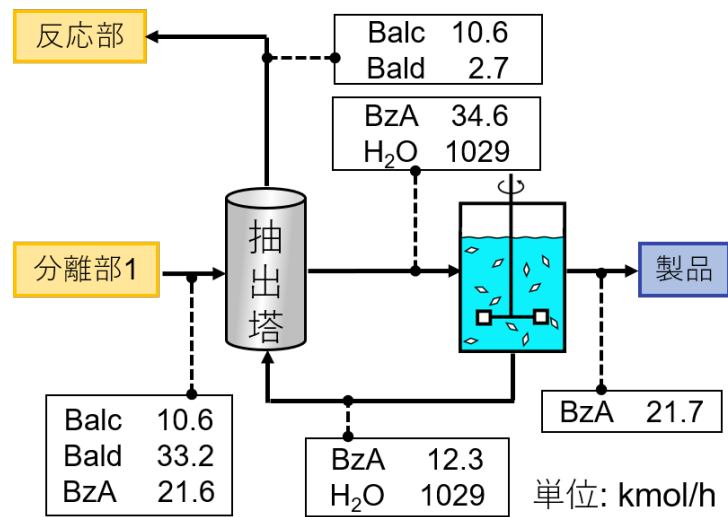 反応部
Balc 10.6
Bald 2.7
BzA 34.6
H₂O 1029
抽出塔
分離部1
製品
Balc 10.6
Bald 33.2
BzA 21.6
BzA 12.3
H₂O 1029
BzA 21.7
単位: kmol/h